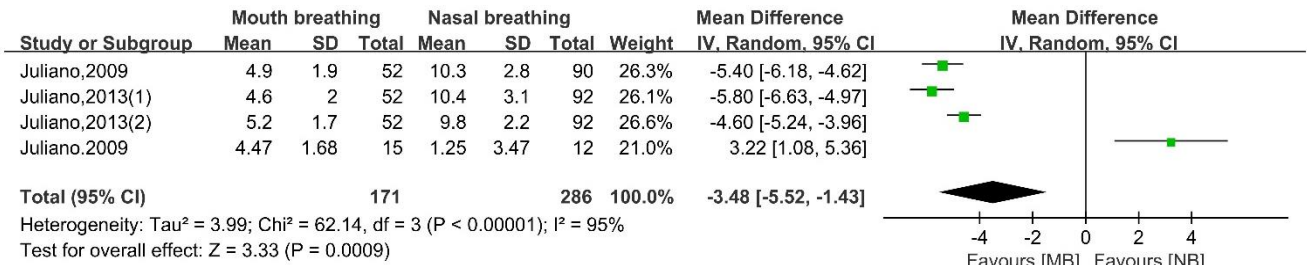 Mouth breathing Nasal breathing Mean Difference Mean Difference
Study or Subgroup Mean SD Total Mean SD Total Weight IV, Random, 95% CI IV, Random, 95% CI
Juliano,2009 4.9 1.9 52 10.3 2.8 90 26.3% -5.40 [-6.18, -4.62]
Juliano,2013(1) 4.6 2 52 10.4 3.1 92 26.1% -5.80 [-6.63, -4.97]
Juliano,2013(2) 5.2 1.7 52 9.8 2.2 92 26.6% -4.60 [-5.24, -3.96]
Juliano.2009 4.47 1.68 15 1.25 3.47 12 21.0% 3.22 [1.08, 5.36]
Total (95% CI) 171 286 100.0% -3.48 [-5.52, -1.43]
Heterogeneity: Tau² = 3.99; Chi² = 62.14, df = 3 (P < 0.00001); I² = 95%
Test for overall effect: Z = 3.33 (P = 0.0009)
-4 -2 0 2 4
Favours [MB] Favours [NB]